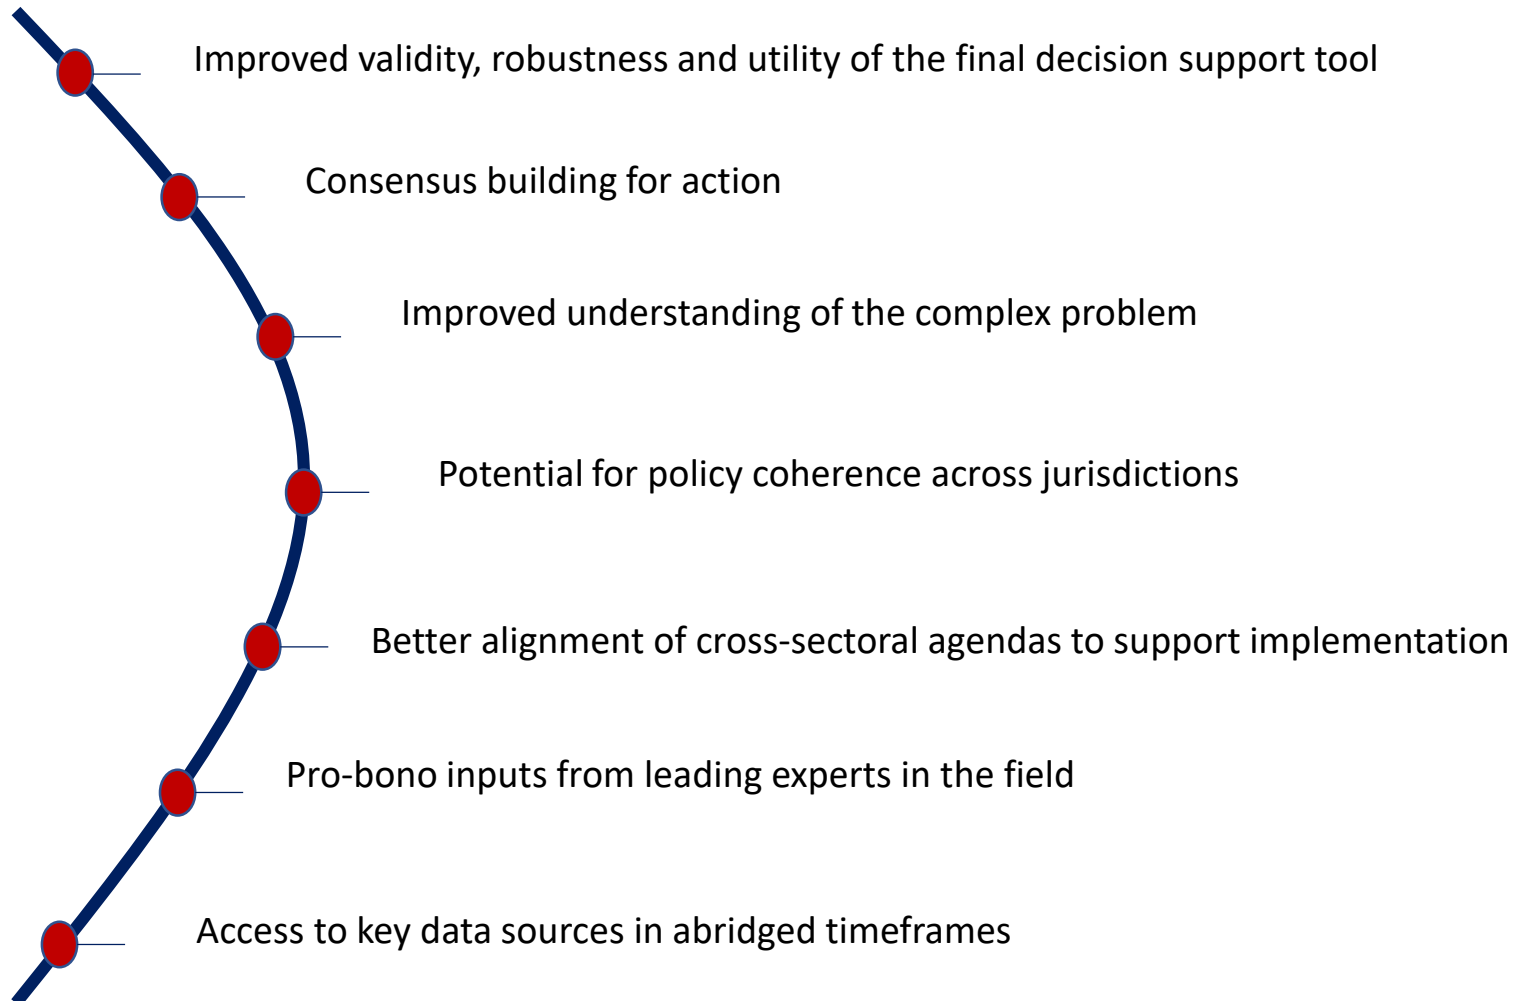 Improved validity, robustness and utility of the final decision support tool
Consensus building for action
Improved understanding of the complex problem
Potential for policy coherence across jurisdictions
Better alignment of cross-sectoral agendas to support implementation
Pro-bono inputs from leading experts in the field
Access to key data sources in abridged timeframes